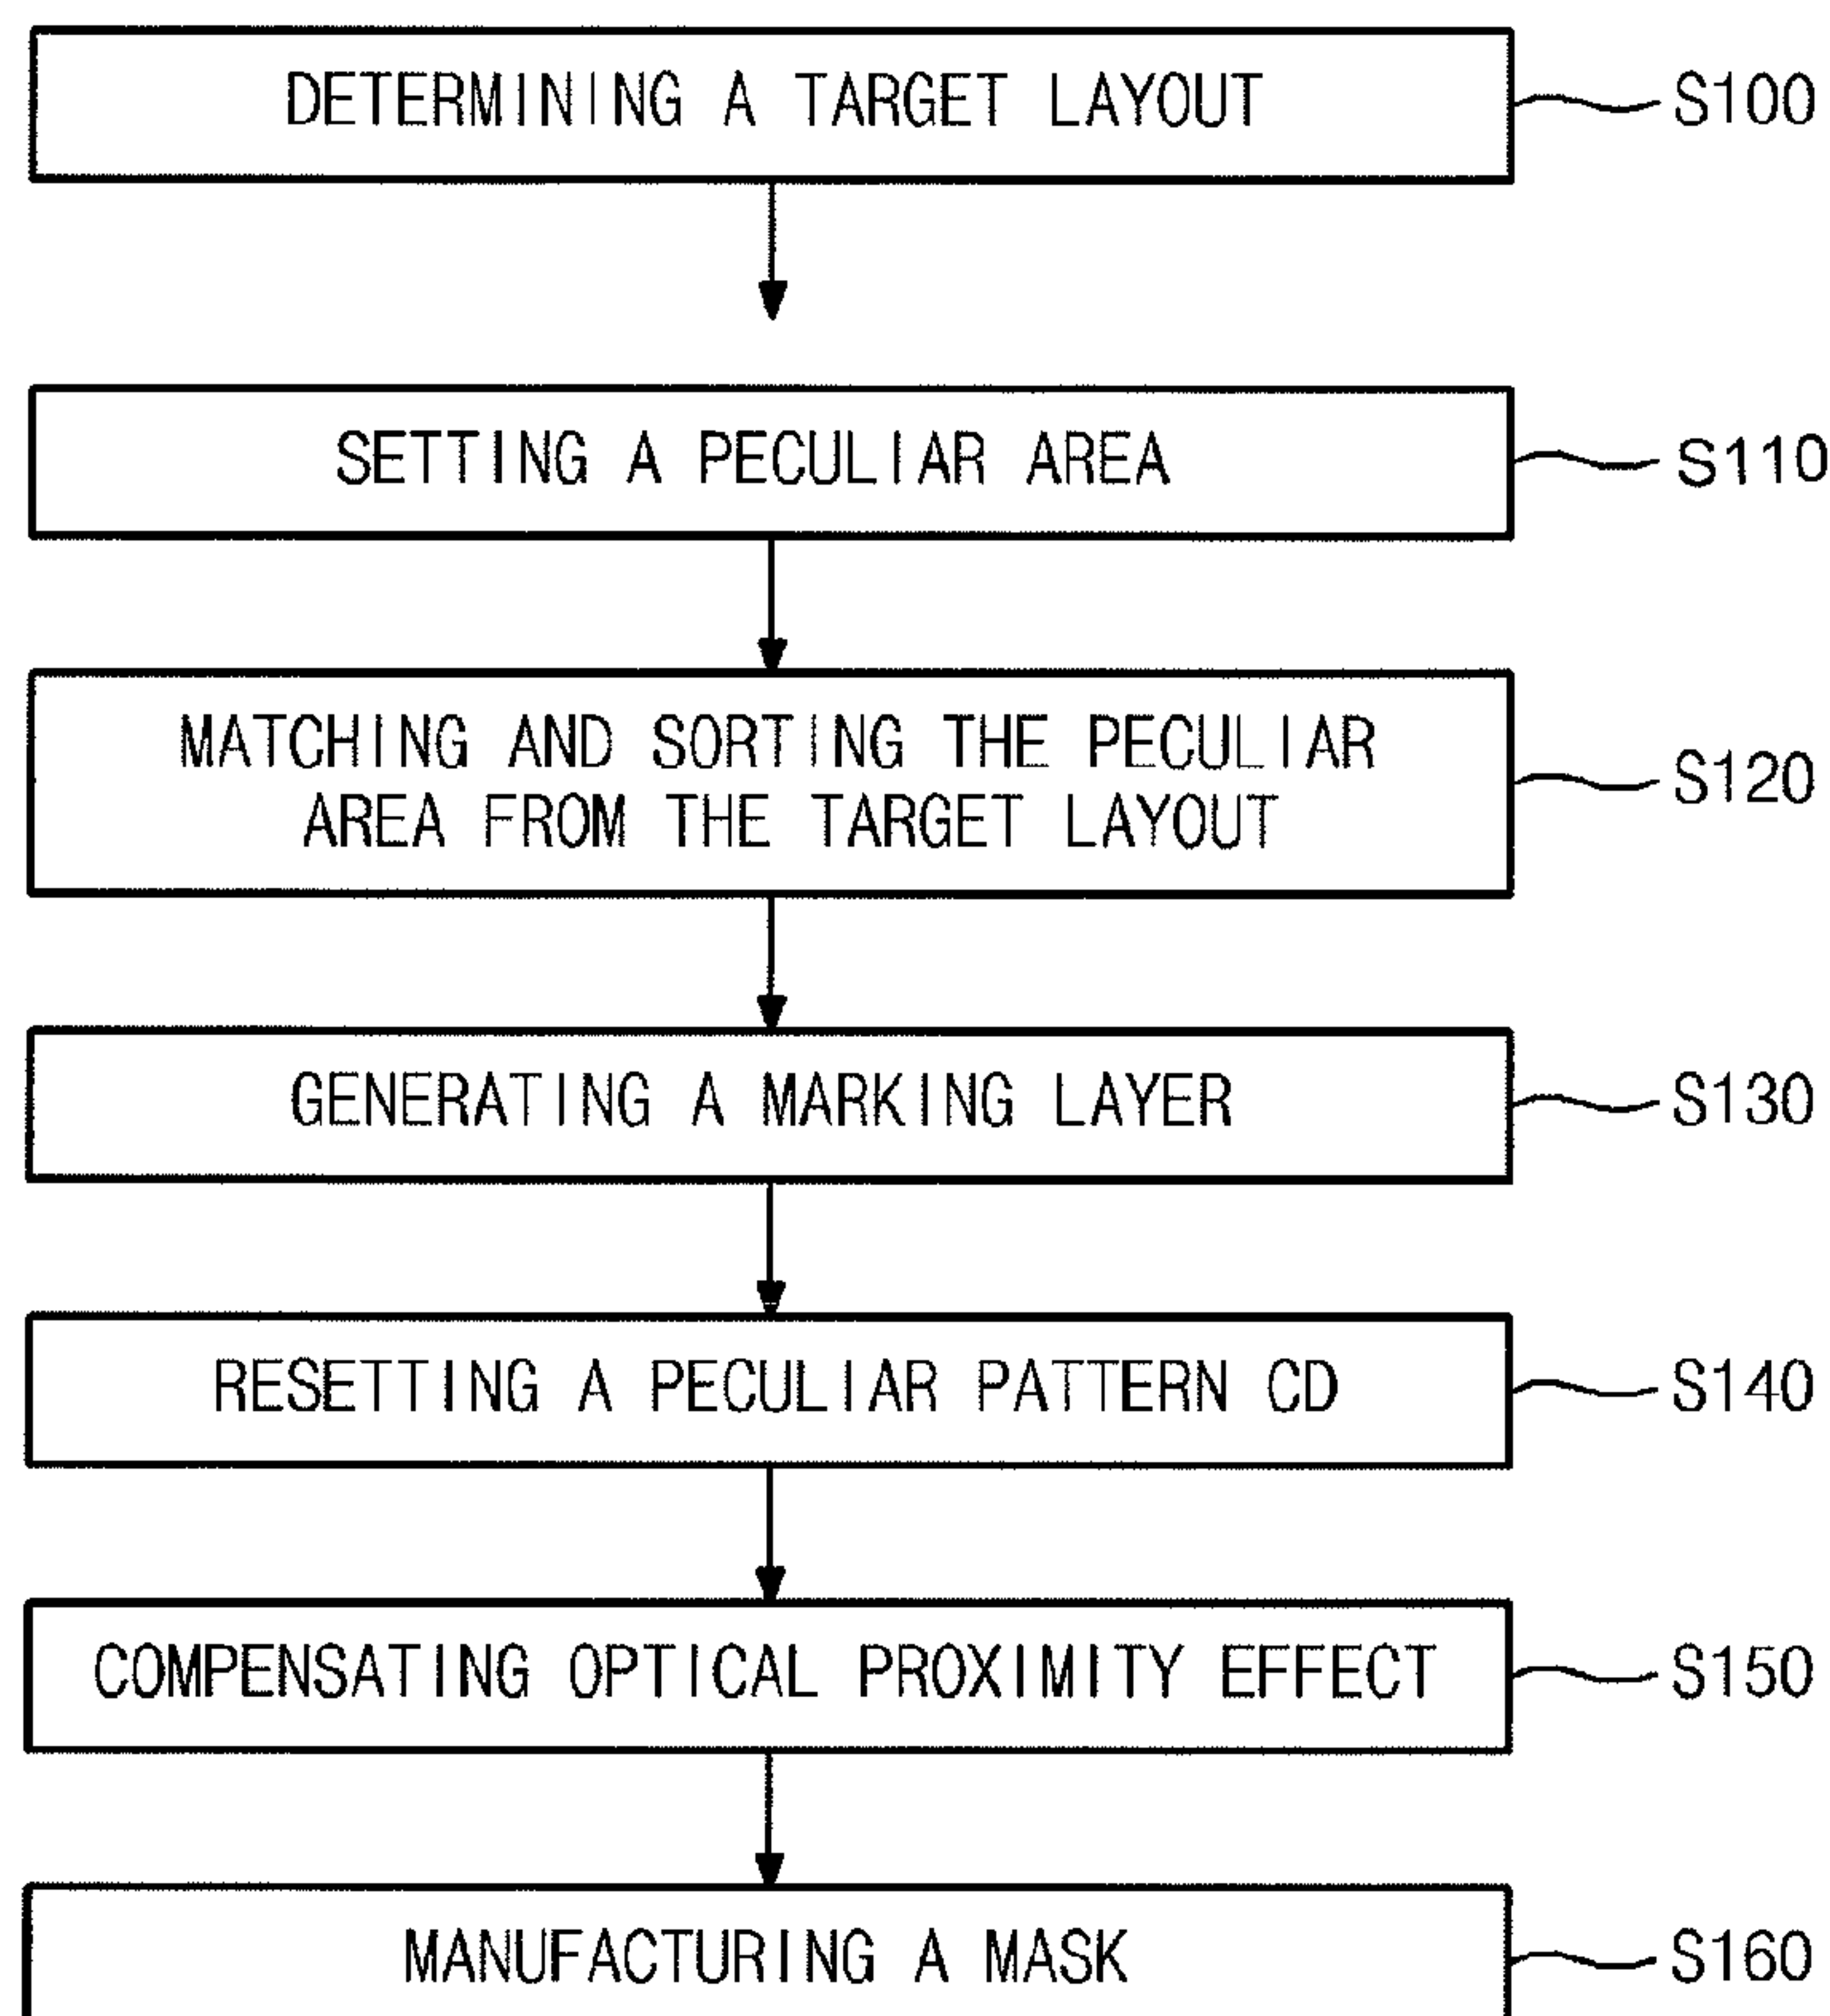 DETERMINING A TARGET LAYOUT
S100
SETTING A PECULIAR AREA
S110
MATCHING AND SORTING THE PECULIAR
AREA FROM THE TARGET LAYOUT
S120
GENERATING A MARKING LAYER
S130
RESETTING A PECULIAR PATTERN CD
S140
COMPENSATING OPTICAL PROXIMITY EFFECT
S150
MANUFACTURING A MASK
S160